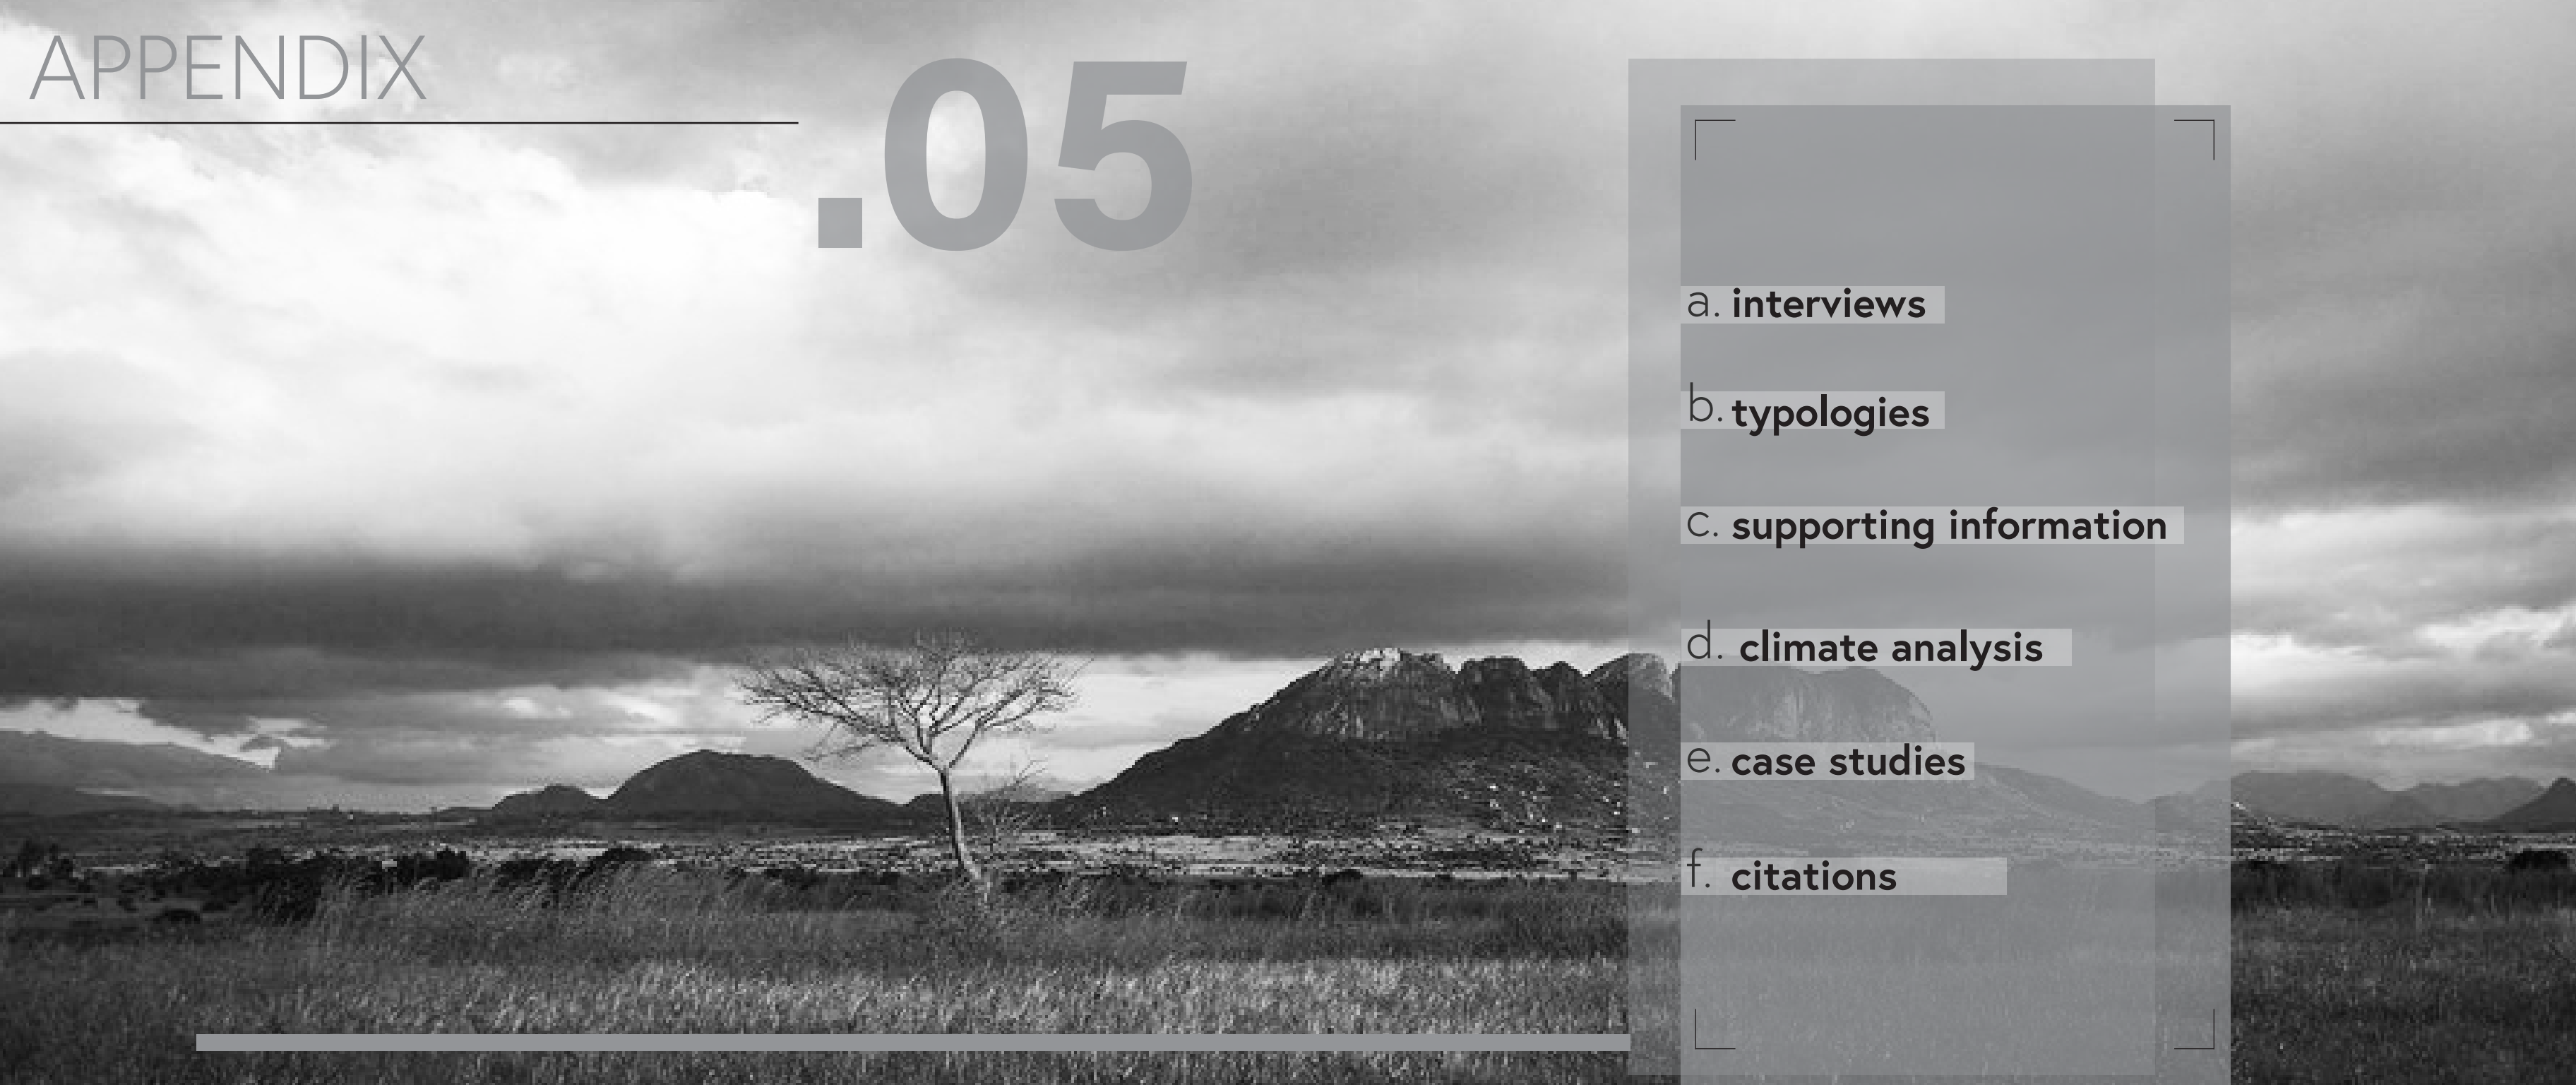 APPENDIX
.05
a. interviews
b. typologies
c. supporting information
d. climate analysis
e. case studies
f. citations